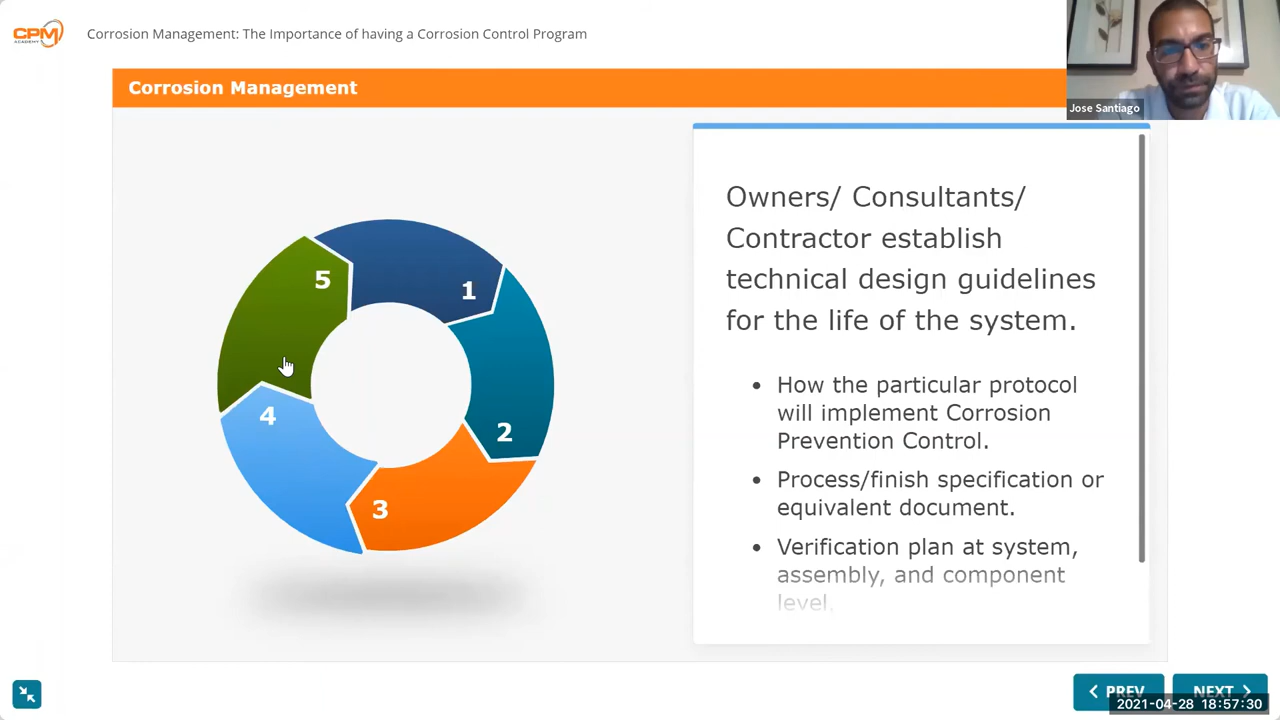 CPM
ACADEMY
Corrosion Management: The Importance of having a Corrosion Control Program
Jose Santiago
Corrosion Management
5
1
4
2
3
Owners/ Consultants/
Contractor establish
technical design guidelines
for the life of the system.
• How the particular protocol
will implement Corrosion
Prevention Control.
• Process/finish specification or
equivalent document.
• Verification plan at system,
assembly, and component
level.
PREV
NEXT
2021-04-28 18:57:30